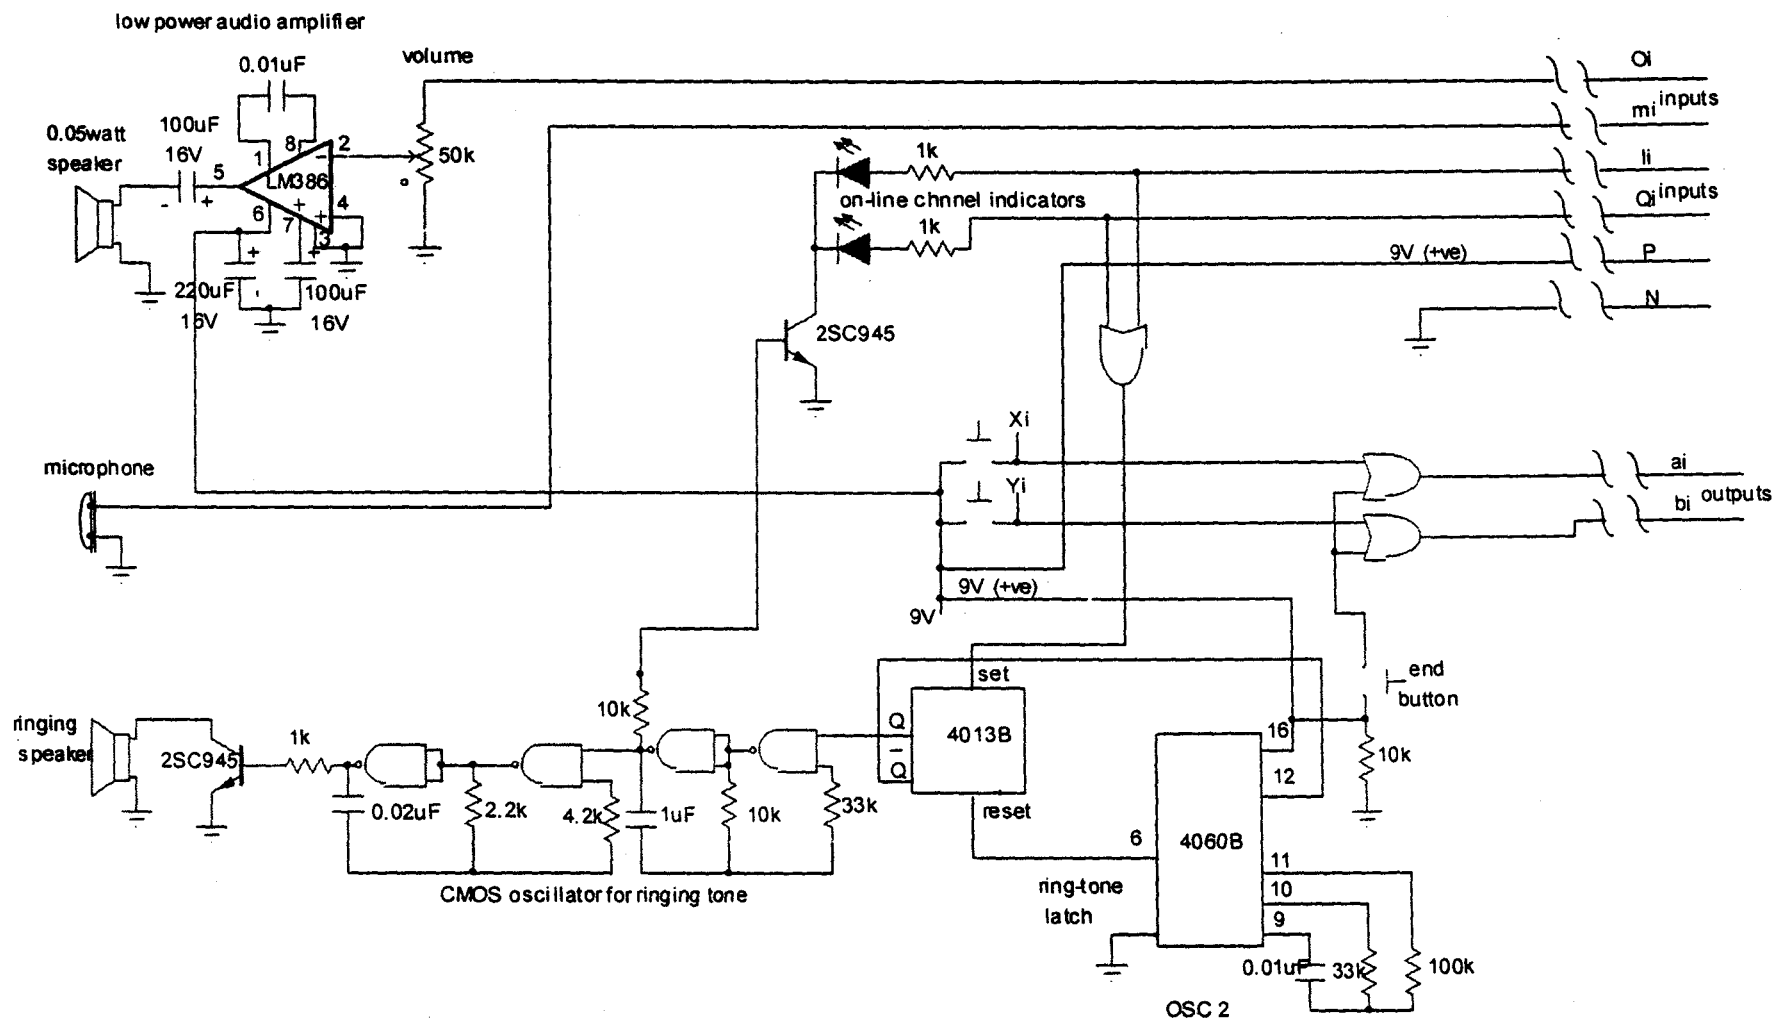 low power audio amplifier
volume
0.01uF
Oi
inputs
mi
0.05watt
speaker
100uF
16V
1
8
2
50k
1k
Ii
5
LM386
-
+
6
+
+
4
7
3
on-line chnnel indicators
Qi
inputs
1k
9V (+ve)
P
+
+
220uF
-
100uF
16V
16V
N
2SC945
Xi
microphone
Yi
ai
bi
outputs
9V (+ve)
9V
end
button
set
ringing
speaker
10k
Q
4013B
16
1k
2SC945
Q
12
10k
0.02uF
2.2k
4.2k
1uF
10k
33k
reset
6
4060B
11
CMOS oscillator for ringing tone
ring-tone
latch
10
9
0.01uF
33k
100k
OSC 2